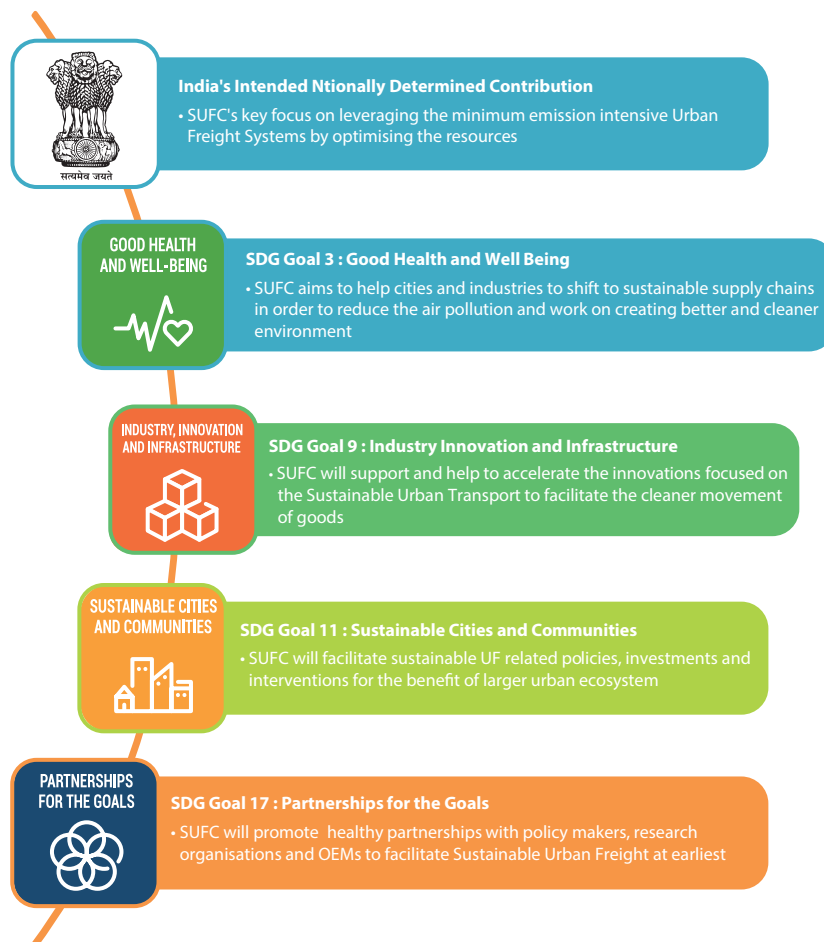 सत्यमेव जयते
India's Intended Ntionally Determined Contribution
• SUFC's key focus on leveraging the minimum emission intensive Urban
Freight Systems by optimising the resources
GOOD HEALTH
AND WELL-BEING
SDG Goal 3 : Good Health and Well Being
• SUFC aims to help cities and industries to shift to sustainable supply chains
in order to reduce the air pollution and work on creating better and cleaner
environment
INDUSTRY, INNOVATION
AND INFRASTRUCTURE
SDG Goal 9 : Industry Innovation and Infrastructure
• SUFC will support and help to accelerate the innovations focused on
the Sustainable Urban Transport to facilitate the cleaner movement
of goods
SUSTAINABLE CITIES
AND COMMUNITIES
SDG Goal 11 : Sustainable Cities and Communities
• SUFC will facilitate sustainable UF related policies, investments and
interventions for the benefit of larger urban ecosystem
PARTNERSHIPS
FOR THE GOALS
SDG Goal 17 : Partnerships for the Goals
• SUFC will promote healthy partnerships with policy makers, research
organisations and OEMs to facilitate Sustainable Urban Freight at earliest